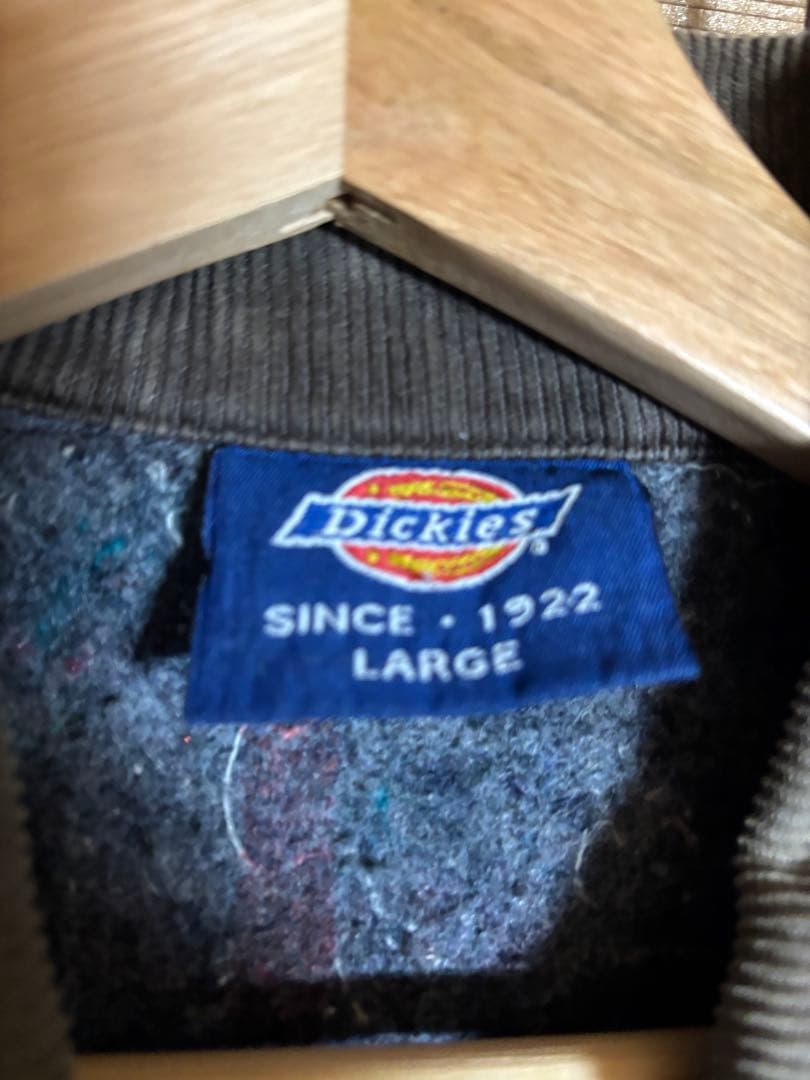 Dickies
SINCE · 1922
LARGE